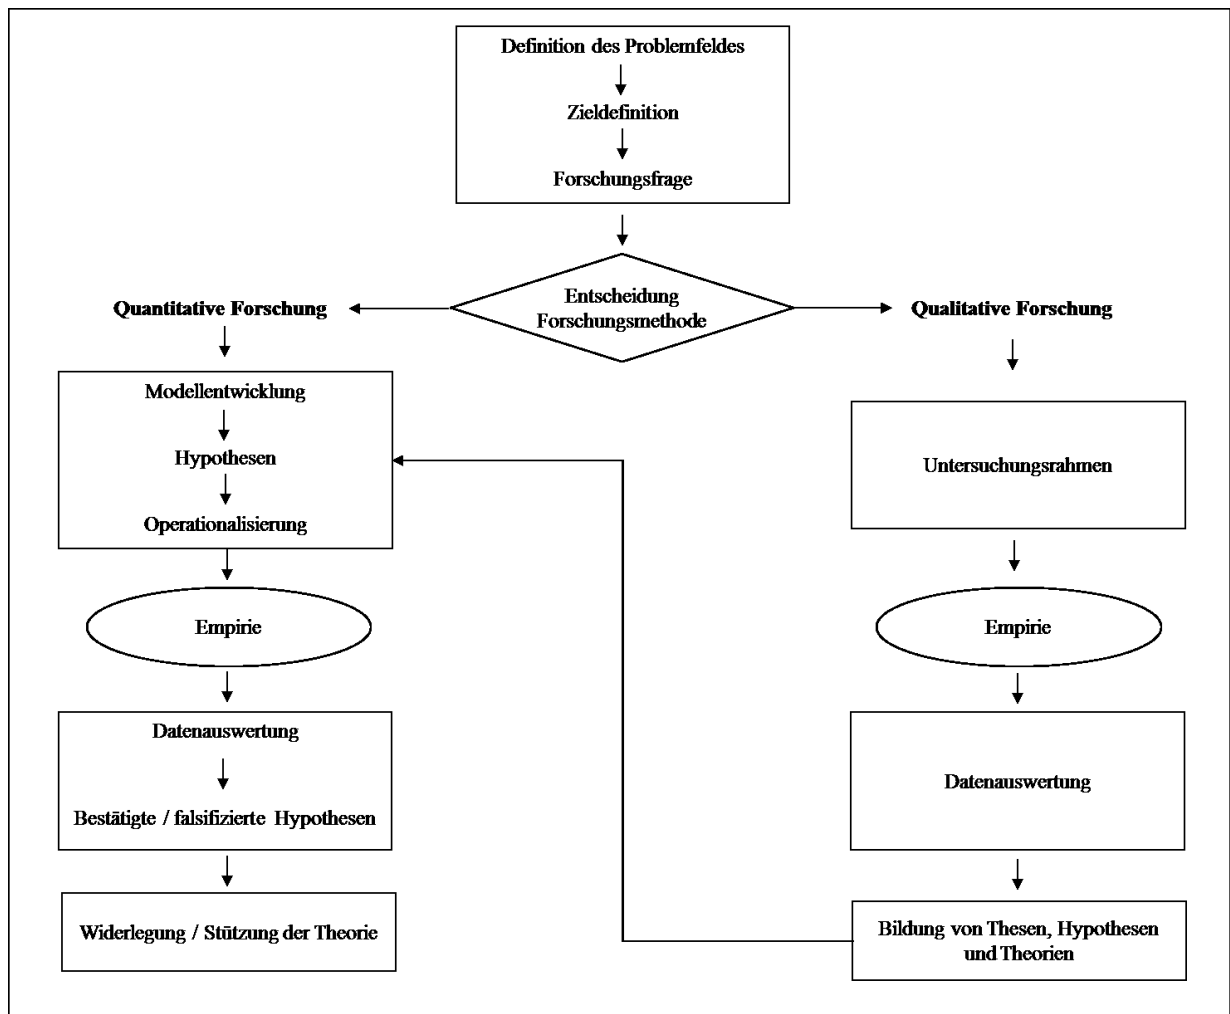 Definition des Problemfeldes
Zieldefinition
Forschungsfrage
Entscheidung
Forschungsmethode
Quantitative Forschung
Modellentwicklung
Hypothesen
Operationalisierung
Empirie
Datenauswertung
Bestätigte / falsifizierte Hypothesen
Widerlegung / Stützung der Theorie
Qualitative Forschung
Untersuchungsrahmen
Empirie
Datenauswertung
Bildung von Thesen, Hypothesen
und Theorien